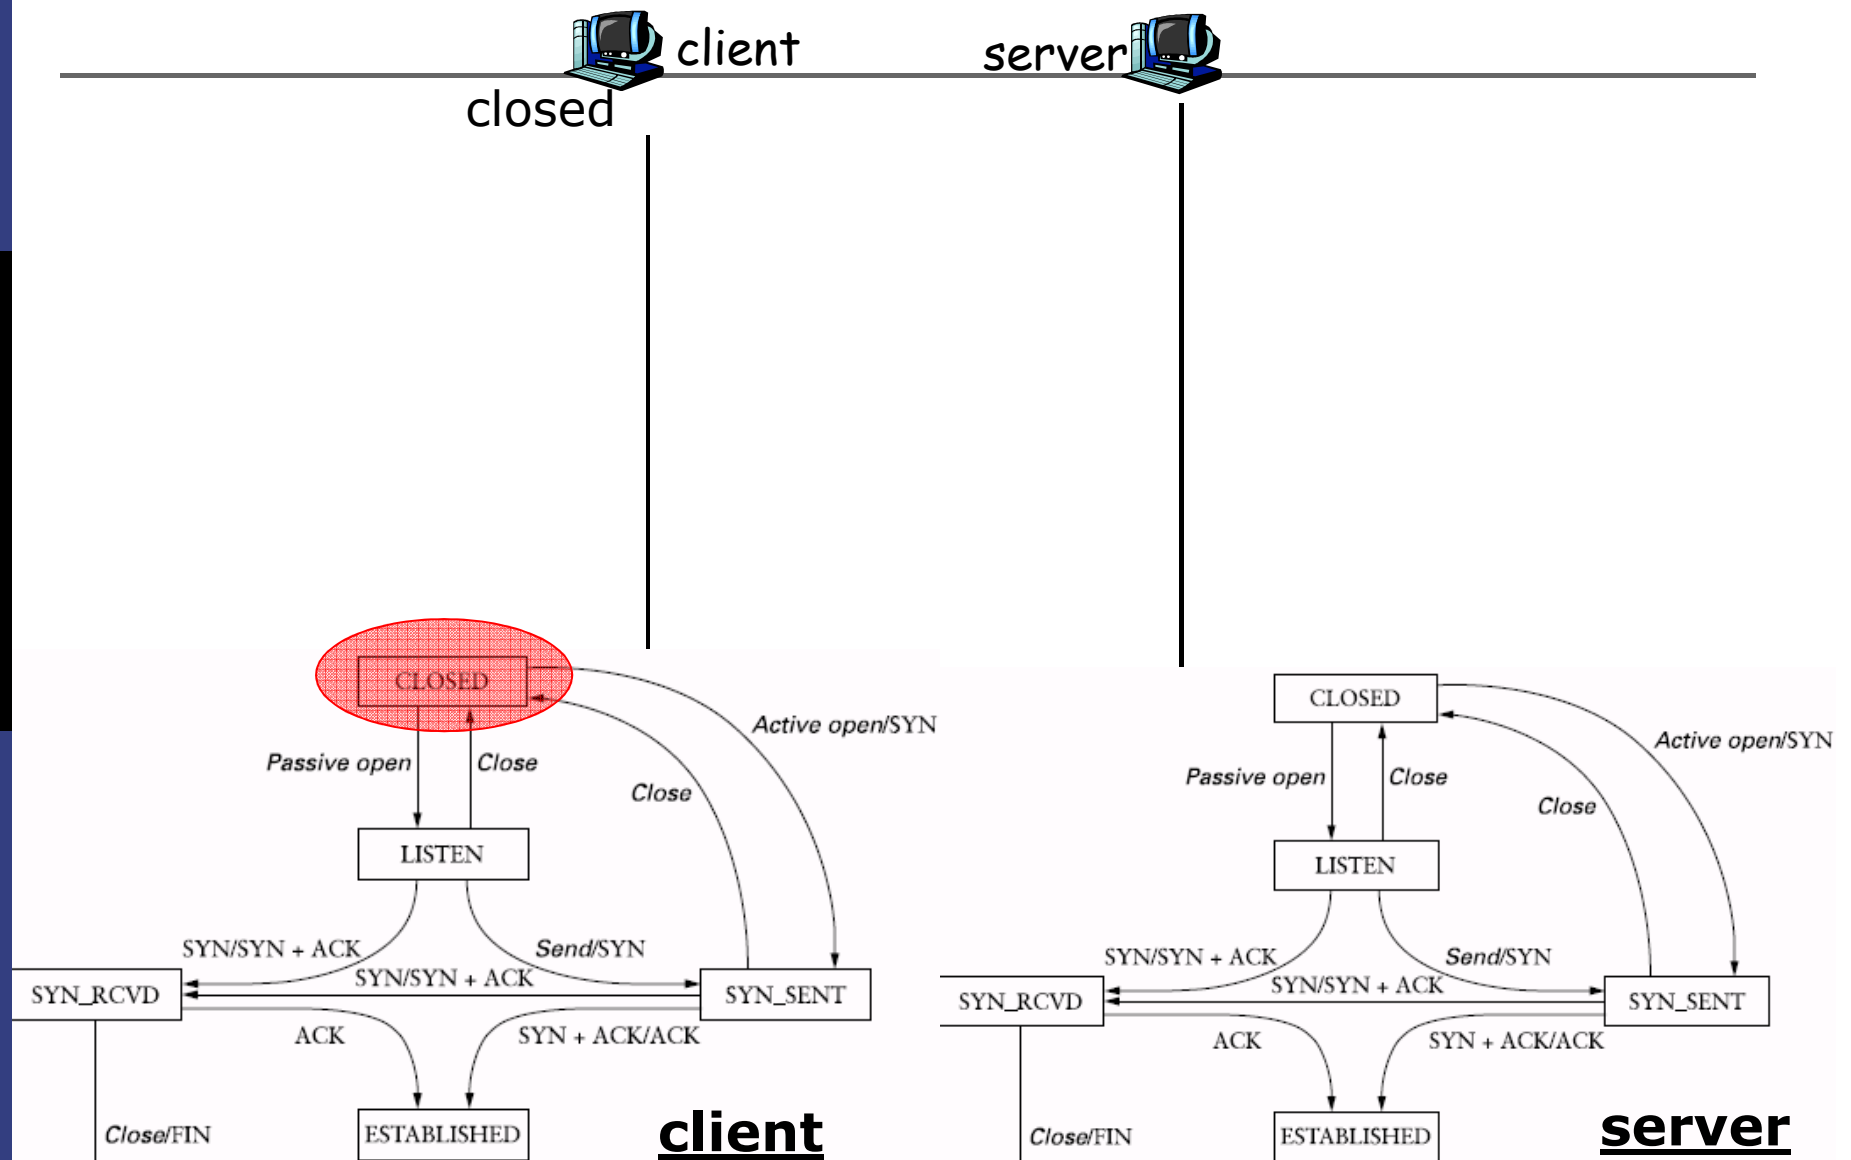 client
server
closed
CLOSED
Active open/SYN
Passive open
Close
Close
LISTEN
SYN/SYN + ACK
Send/SYN
SYN/SYN + ACK
SYN_RCVD
SYN_SENT
ACK
SYN + ACK/ACK
Close/FIN
ESTABLISHED
client
CLOSED
Active open/SYN
Passive open
Close
Close
LISTEN
SYN/SYN + ACK
Send/SYN
SYN/SYN + ACK
SYN_RCVD
SYN_SENT
ACK
SYN + ACK/ACK
Close/FIN
ESTABLISHED
server